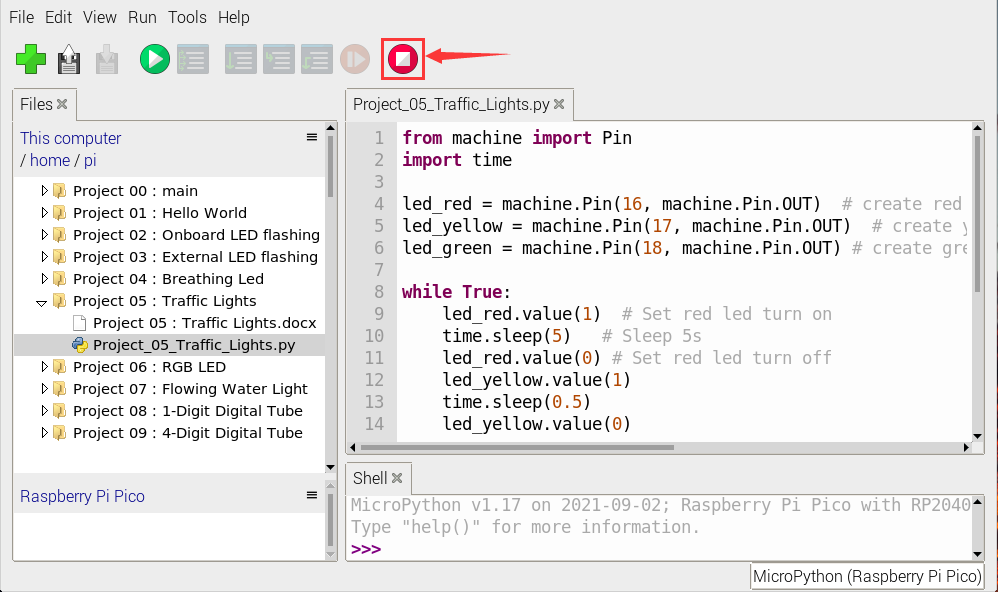 File Edit View Run Tools Help
Files
This computer
/ home / pi
Project 00 : main
Project 01 : Hello World
Project 02 : Onboard LED flashing
Project 03 : External LED flashing
Project 04 : Breathing Led
Project 05 : Traffic Lights
Project 05 : Traffic Lights.docx
Project_05_Traffic_Lights.py
Project 06 : RGB LED
Project 07 : Flowing Water Light
Project 08 : 1-Digit Digital Tube
Project 09 : 4-Digit Digital Tube
Raspberry Pi Pico
Project_05_Traffic_Lights.py
1 from machine import Pin
2 import time
3
4 led_red = machine.Pin(16, machine.Pin.OUT)  # create red
5 led_yellow = machine.Pin(17, machine.Pin.OUT)  # create y
6 led_green = machine.Pin(18, machine.Pin.OUT) # create gre
7
8 while True:
9     led_red.value(1)  # Set red led turn on
10     time.sleep(5)   # Sleep 5s
11     led_red.value(0) # Set red led turn off
12     led_yellow.value(1)
13     time.sleep(0.5)
14     led_yellow.value(0)
Shell
MicroPython v1.17 on 2021-09-02; Raspberry Pi Pico with RP2040
Type "help()" for more information.
>>>
MicroPython (Raspberry Pi Pico)